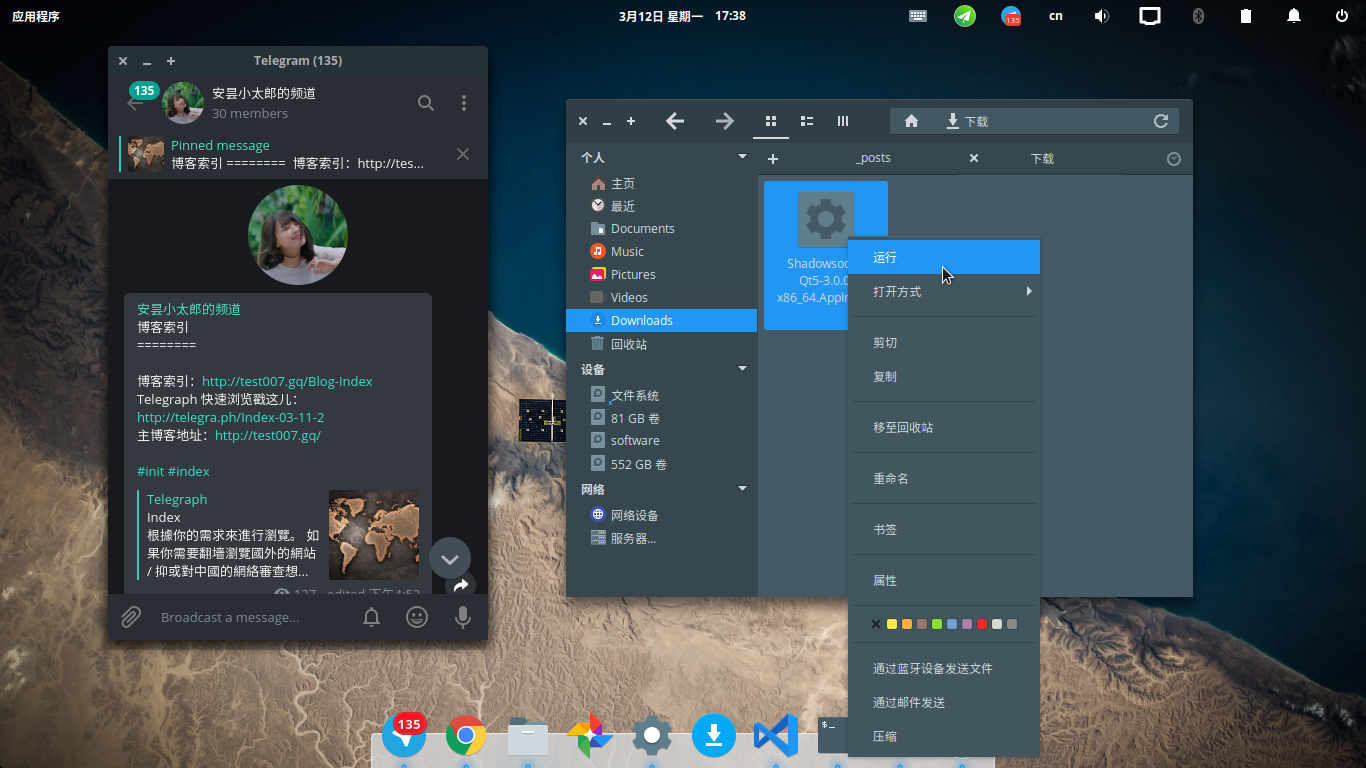 应用程序
3月12日 星期一 17:38
135
cn
Telegram (135)
135
安昙小太郎的频道
30 members
Pinned message
博客索引 ======== 博客索引：http://tes...
安昙小太郎的频道
博客索引
========
博客索引：http://test007.gq/Blog-Index
Telegraph 快速浏览戳这儿：
http://telegra.ph/Index-03-11-2
主博客地址：http://test007.gq/
#init #index
Telegraph
Index
根據你的需求來進行瀏覽。 如
果你需要翻墻瀏覽國外的網站
/ 抑或對中國的網絡審查想...
Broadcast a message...
下载
个人
主页
最近
Documents
Music
Pictures
Videos
Downloads
回收站
设备
文件系统
81 GB 卷
software
552 GB 卷
网络
网络设备
服务器...
_posts
下载
Shadowsoc
Qt5-3.0.0
x86_64.AppIm
运行
打开方式
剪切
复制
移至回收站
重命名
书签
属性
通过蓝牙设备发送文件
通过邮件发送
压缩
135
$_